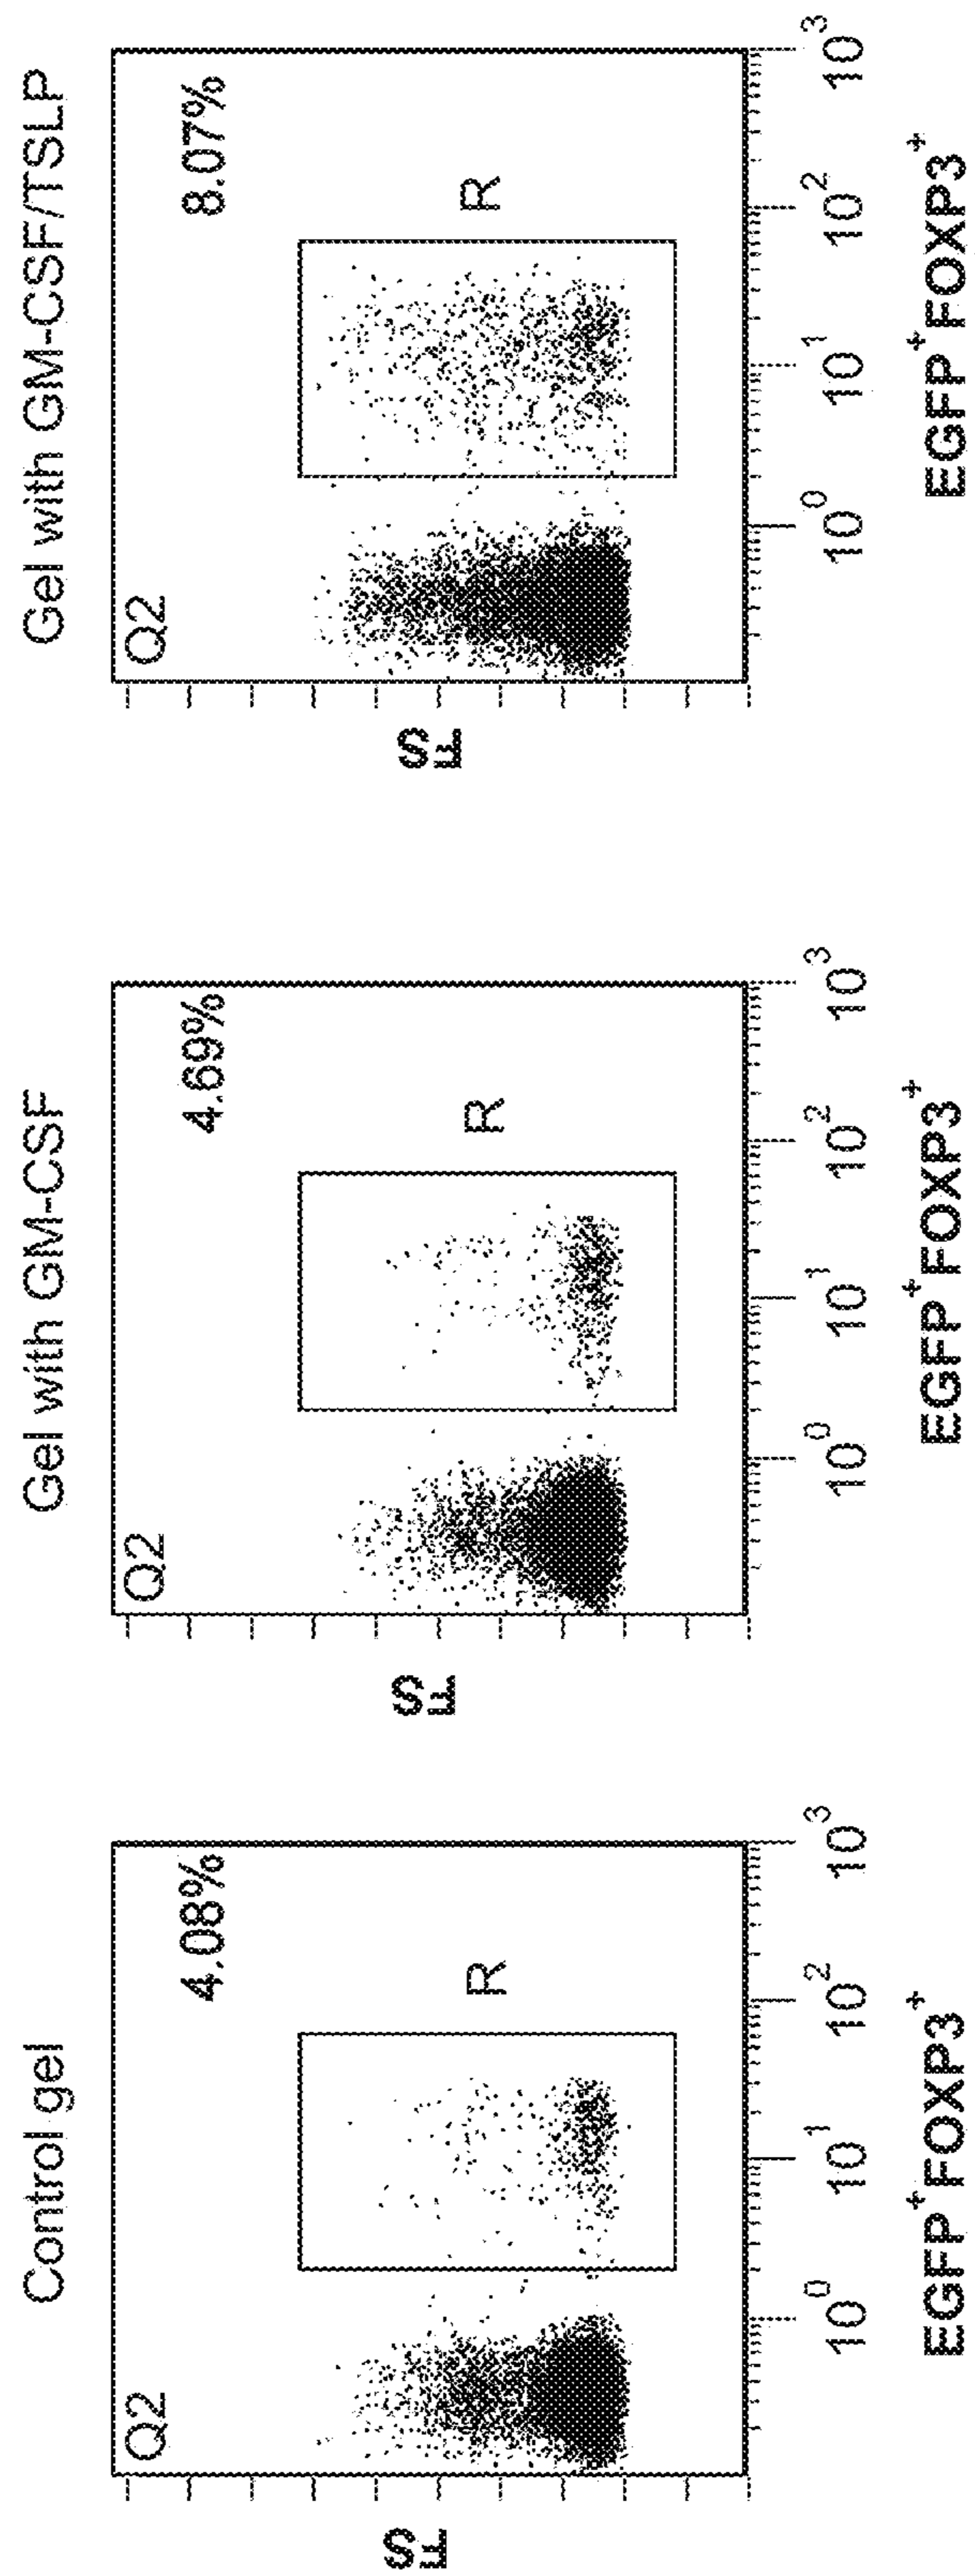 Control gel
Q2
4.08%
R
FS
10^0 10^1 10^2 10^3
EGFP^+FOXP3^+
Gel with GM-CSF
Q2
4.69%
R
FS
10^0 10^1 10^2 10^3
EGFP^+FOXP3^+
Gel with GM-CSF/TSLP
Q2
8.07%
R
FS
10^0 10^1 10^2 10^3
EGFP^+FOXP3^+